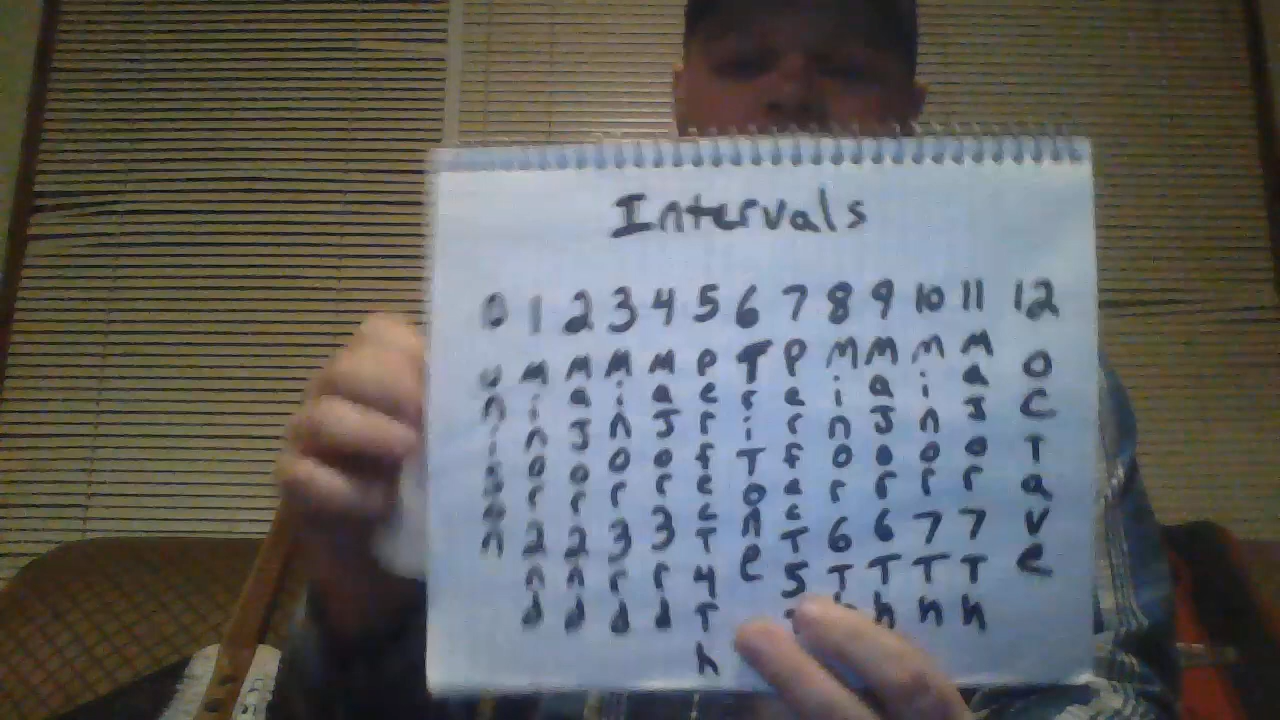 Intervals
0 1 2 3 4 5 6 7 8 9 10 11 12
Unison
Minor 2nd
Major 2nd
Minor 3rd
Major 3rd
Perfect 4Th
TriTone
PerfecT 5
Minor 6Th
Major 6Th
Minor 7Th
Major 7Th
OCTave